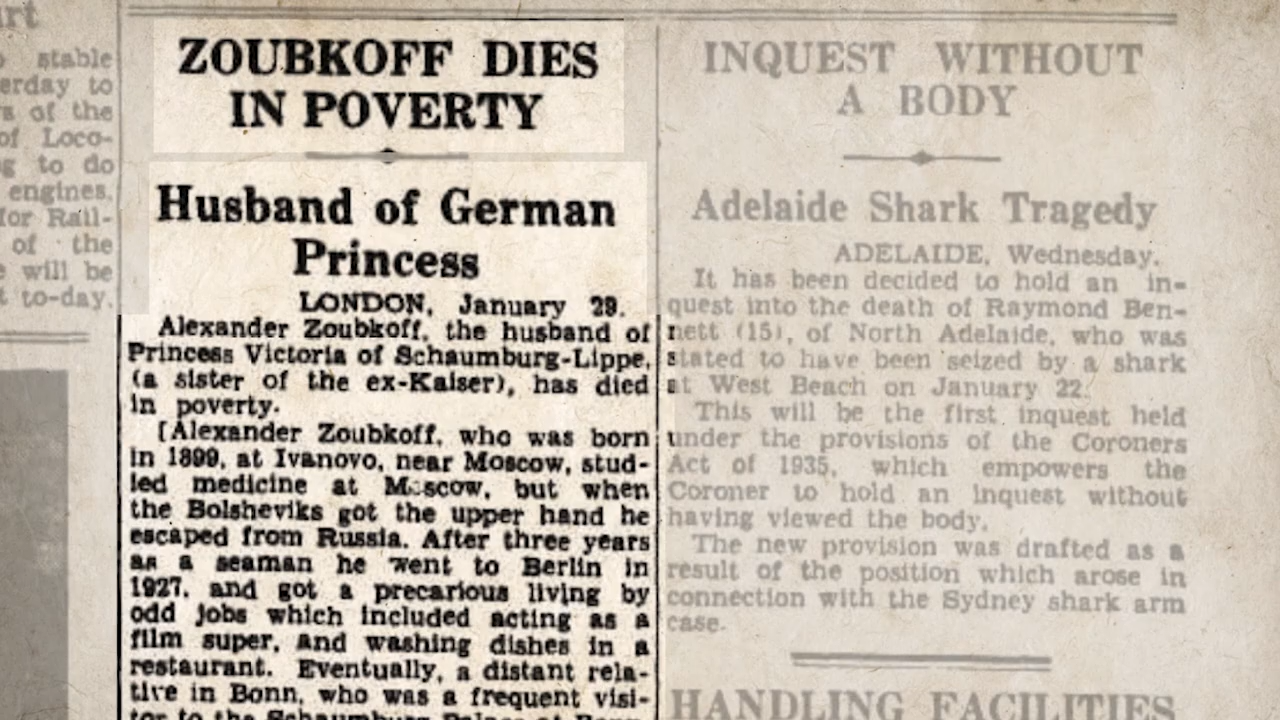 urt
stable
erday to
s of the
of Loco-
g to do
engines,
for Rail-
of the
will be
t to-day.
ZOUBKOFF DIES
IN POVERTY
Husband of German
Princess
LONDON, January 29.
Alexander Zoubkoff, the husband of
Princess Victoria of Schaumburg-Lippe,
(a sister of the ex-Kaiser), has died
in poverty.
[Alexander Zoubkoff, who was born
in 1899, at Ivanovo, near Moscow, stud-
ied medicine at Moscow, but when
the Bolsheviks got the upper hand he
escaped from Russia. After three years
as a seaman he went to Berlin in
1927, and got a precarious living by
odd jobs which included acting as a
film super, and washing dishes in a
restaurant. Eventually, a distant rela-
tive in Bonn, who was a frequent visi-
tor to the Schaumburg Palace at Bonn,
INQUEST WITHOUT
A BODY
Adelaide Shark Tragedy
ADELAIDE, Wednesday.
It has been decided to hold an in-
quest into the death of Raymond Ben-
nett (15), of North Adelaide, who was
stated to have been seized by a shark
at West Beach on January 22.
This will be the first inquest held
under the provisions of the Coroners
Act of 1935, which empowers the
Coroner to hold an inquest without
having viewed the body.
The new provision was drafted as a
result of the position which arose in
connection with the Sydney shark arm
case.
HANDLING FACILITIES